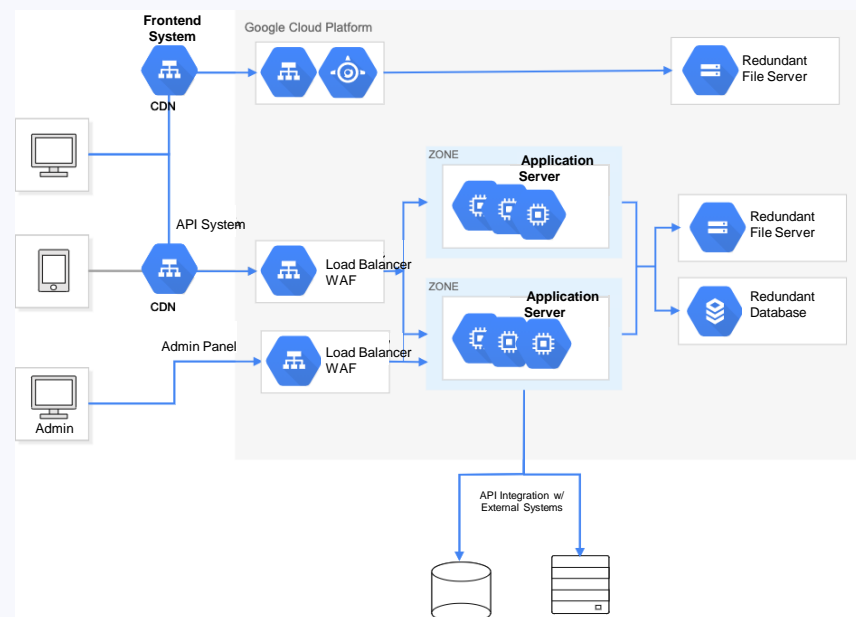 Frontend
System
Google Cloud Platform
CDN
Redundant
File Server
ZONE
Application
Server
API System
Load Balancer
WAF
CDN
Redundant
File Server
ZONE
Application
Server
Redundant
Database
Admin Panel
Load Balancer
WAF
Admin
API Integration w/
External Systems